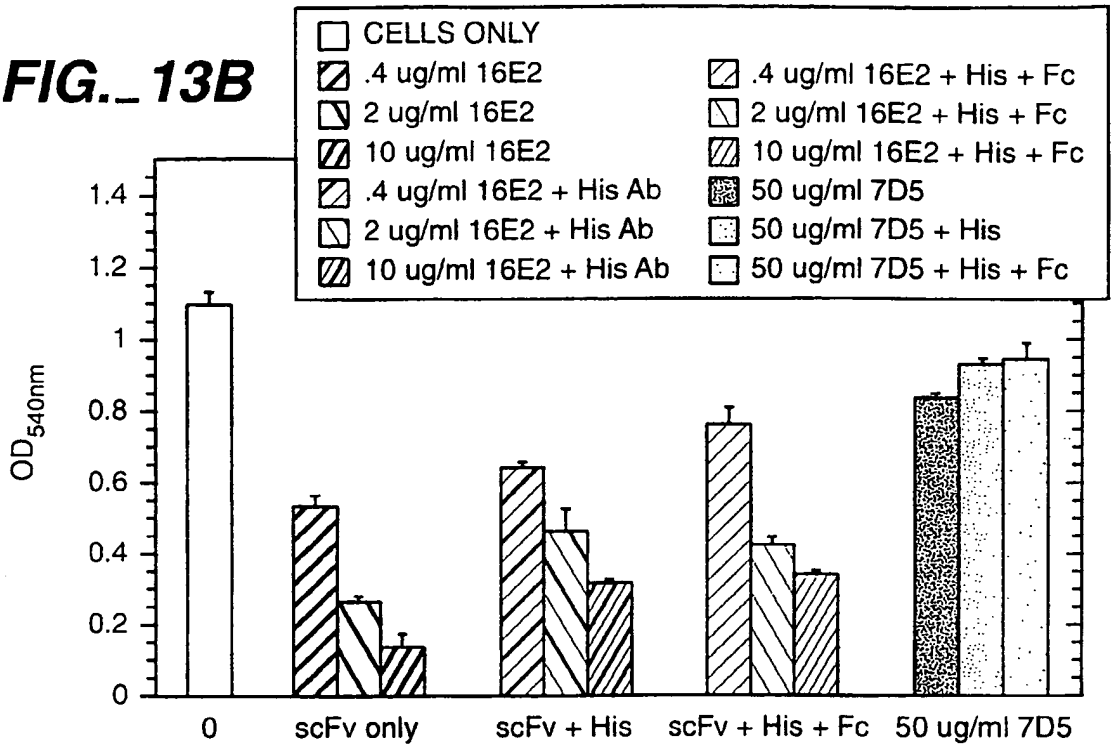 FIG._13B
CELLS ONLY
.4 ug/ml 16E2
2 ug/ml 16E2
10 ug/ml 16E2
.4 ug/ml 16E2 + His Ab
2 ug/ml 16E2 + His Ab
10 ug/ml 16E2 + His Ab
.4 ug/ml 16E2 + His + Fc
2 ug/ml 16E2 + His + Fc
10 ug/ml 16E2 + His + Fc
50 ug/ml 7D5
50 ug/ml 7D5 + His
50 ug/ml 7D5 + His + Fc
OD540nm
1.4
1.2
1
0.8
0.6
0.4
0.2
0
0
scFv only
scFv + His
scFv + His + Fc
50 ug/ml 7D5